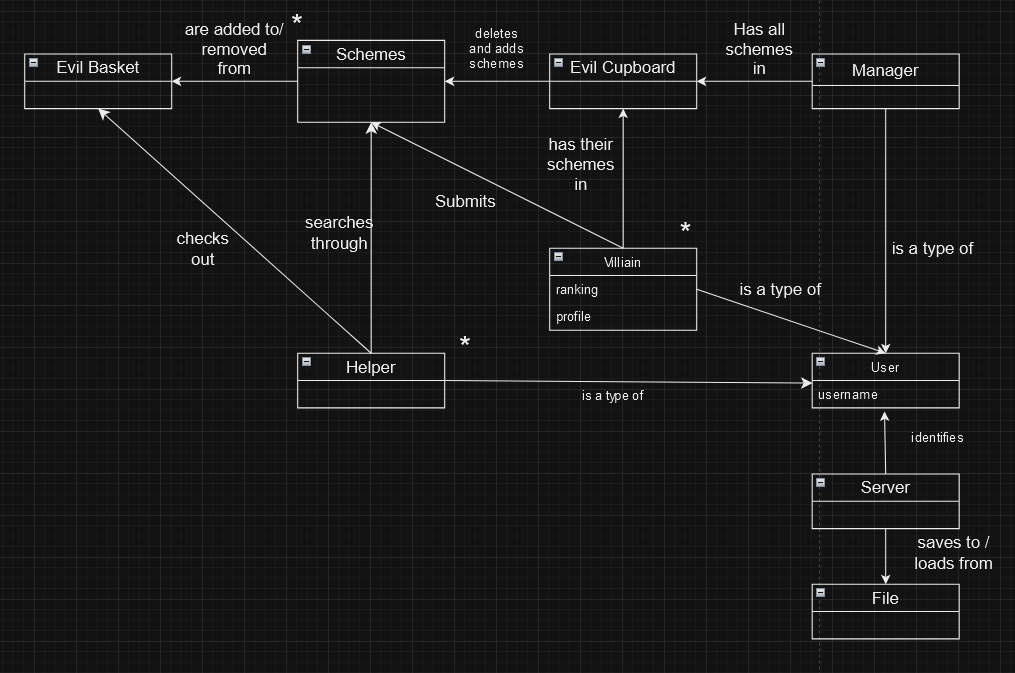 are added to/
removed
from
*
Schemes
deletes
and adds
schemes
Has all
schemes
in
Evil Basket
Evil Cupboard
Manager
has their
schemes
in
Submits
searches
through
checks
out
*
Villiain
ranking
profile
is a type of
is a type of
*
Helper
is a type of
User
username
identifies
Server
saves to /
loads from
File